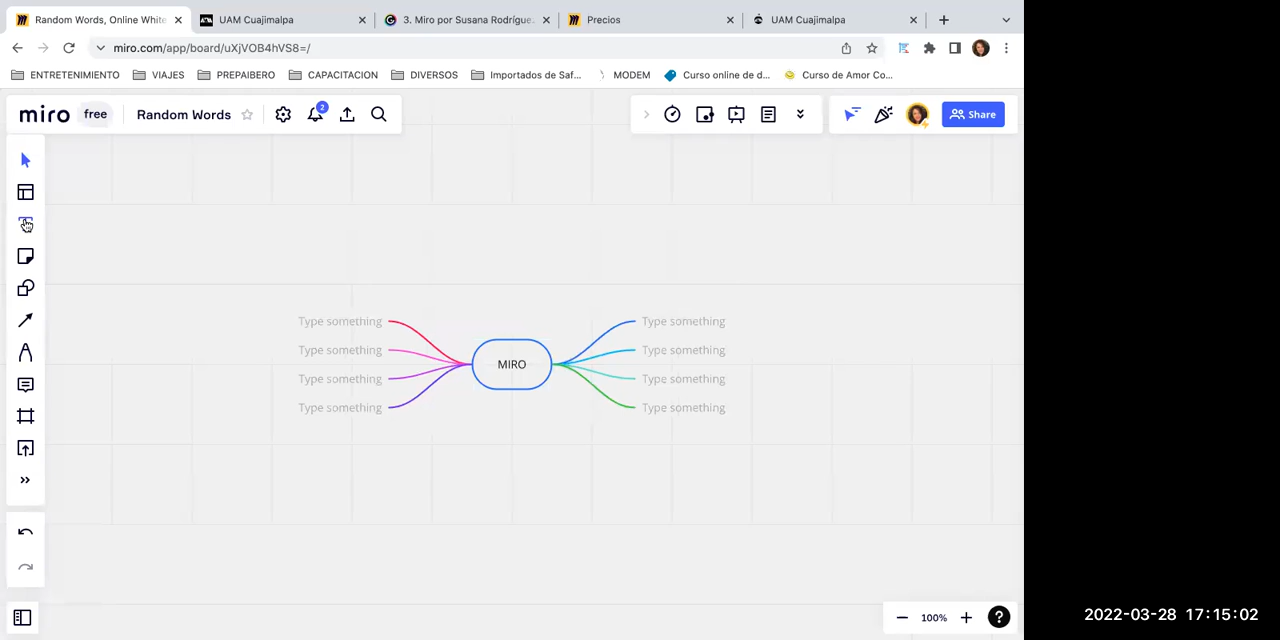 Random Words, Online White
UAM Cuajimalpa
3. Miro por Susana Rodrígue
Precios
UAM Cuajimalpa
miro.com/app/board/uXjVOB4hVS8=/
ENTRETENIMIENTO
VIAJES
PREPAIBERO
CAPACITACION
DIVERSOS
Importados de Saf...
MODEM
Curso online de d...
Curso de Amor Co...
miro
free
Random Words
2
Share
Type something
Type something
Type something
Type something
MIRO
Type something
Type something
Type something
Type something
100%
?
2022-03-28 17:15:02